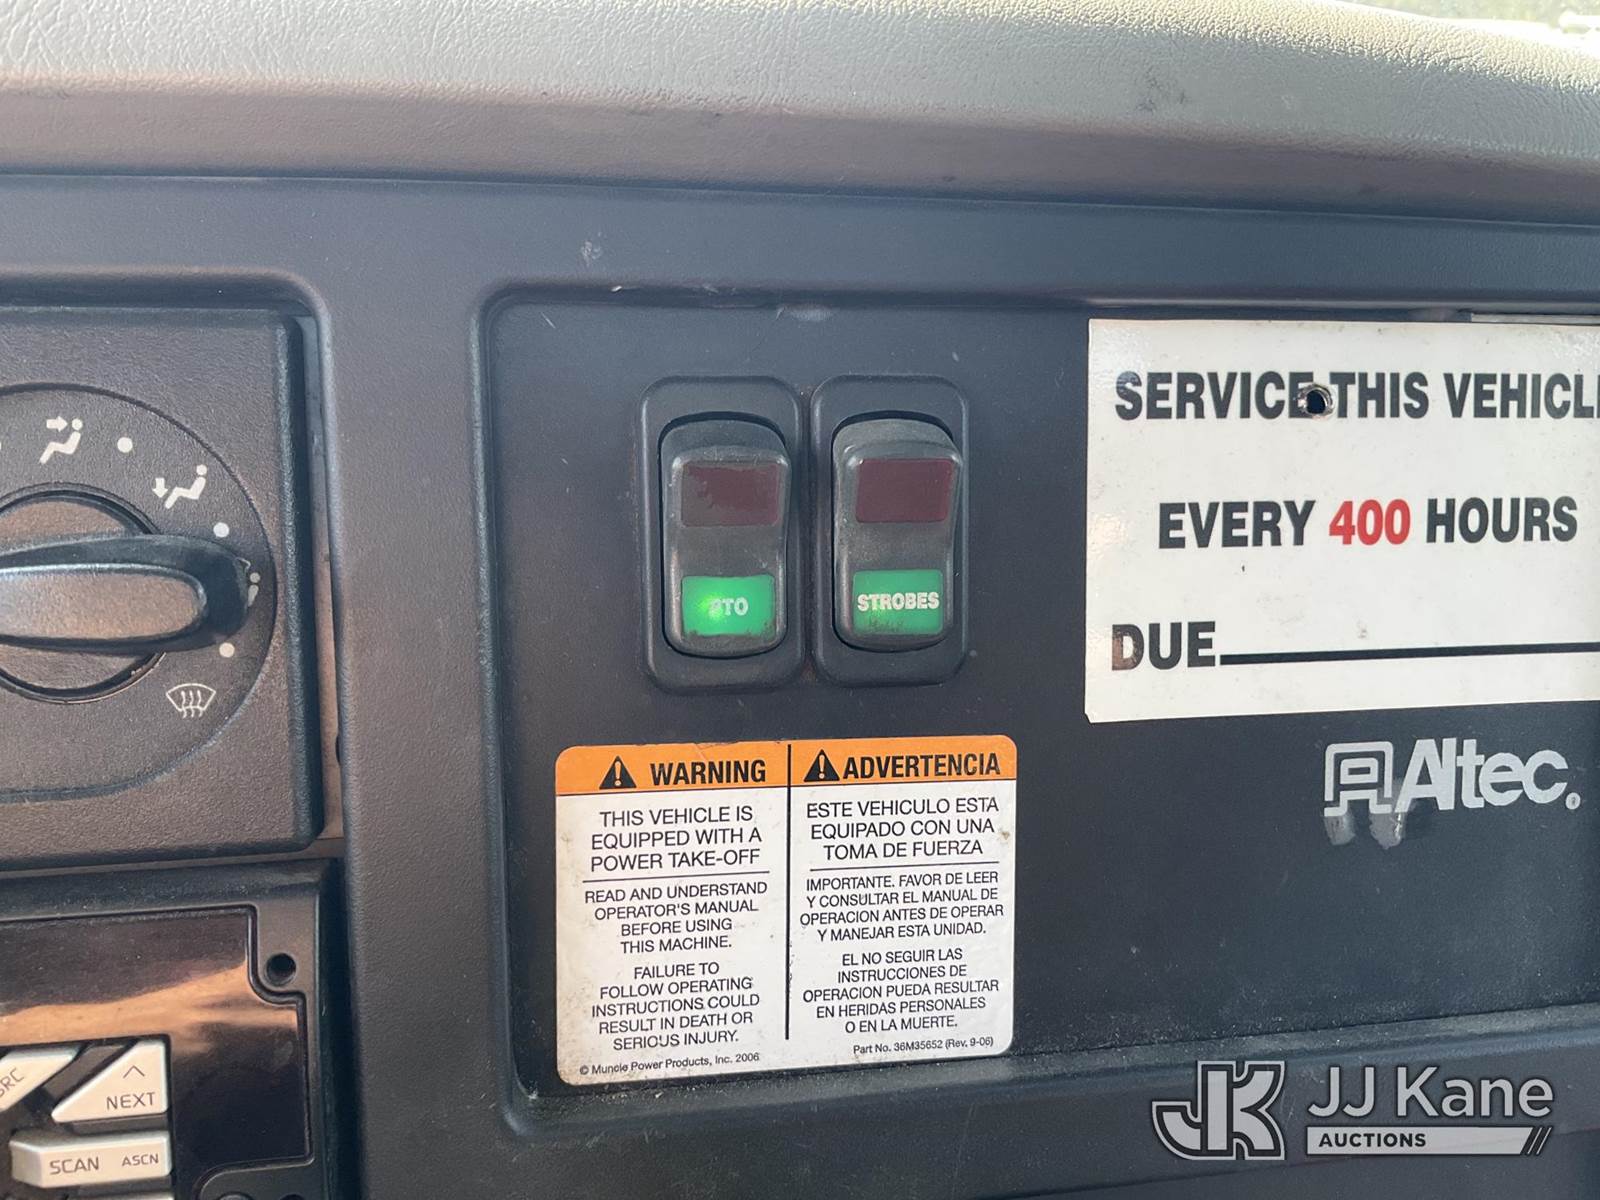 SERVICE THIS VEHICL
EVERY 400 HOURS
DUE
PTO
STROBES
Altec
WARNING
THIS VEHICLE IS
EQUIPPED WITH A
POWER TAKE-OFF
READ AND UNDERSTAND
OPERATOR'S MANUAL
BEFORE USING
THIS MACHINE.
FAILURE TO
FOLLOW OPERATING
INSTRUCTIONS COULD
RESULT IN DEATH OR
SERIOUS INJURY.
© Muncie Power Products, Inc. 2006
ADVERTENCIA
ESTE VEHICULO ESTA
EQUIPADO CON UNA
TOMA DE FUERZA
IMPORTANTE. FAVOR DE LEER
Y CONSULTAR EL MANUAL DE
OPERACION ANTES DE OPERAR
Y MANEJAR ESTA UNIDAD.
EL NO SEGUIR LAS
INSTRUCCIONES DE
OPERACION PUEDA RESULTAR
EN HERIDAS PERSONALES
O EN LA MUERTE.
Part No. 36M35652 (Rev. 9-06)
SRC
NEXT
SCAN ASCN
JK JJ Kane
AUCTIONS